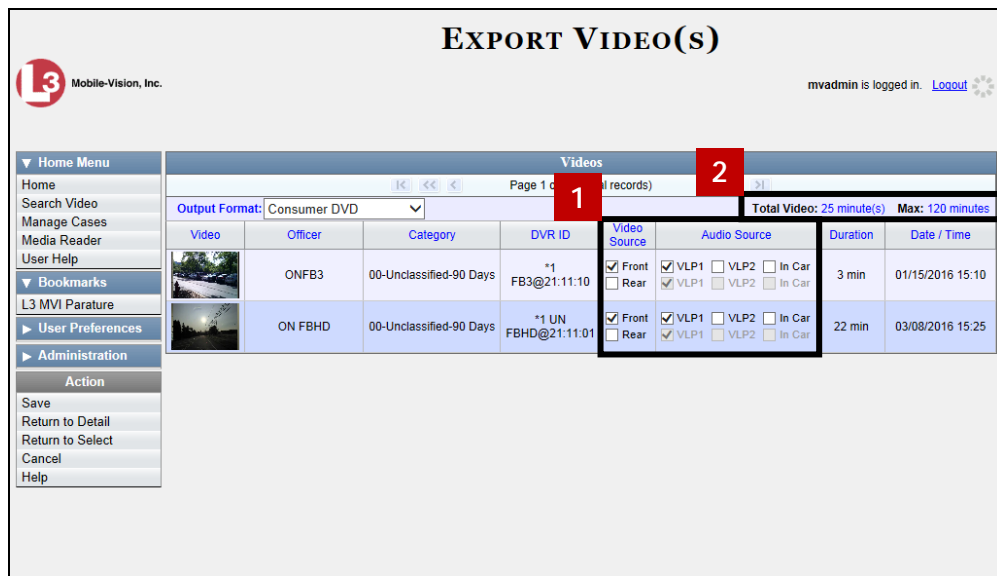 EXPORT VIDEO(S)
L3 Mobile-Vision, Inc.
mvadmin is logged in. Logout
Home Menu
Home
Search Video
Manage Cases
Media Reader
User Help
Bookmarks
L3 MVI Parature
User Preferences
Administration
Action
Save
Return to Detail
Return to Select
Cancel
Help
Videos
Page 1 records)
1
2
Output Format: Consumer DVD
Total Video: 25 minute(s) Max: 120 minutes
Video Officer Category DVR ID Video Source Audio Source Duration Date / Time
ONFB3 00-Unclassified-90 Days *1 FB3@21:11:10 Front VLP1 VLP2 In Car 3 min 01/15/2016 15:10
Rear VLP1 VLP2 In Car
ON FBHD 00-Unclassified-90 Days *1 UN FBHD@21:11:01 Front VLP1 VLP2 In Car 22 min 03/08/2016 15:25
Rear VLP1 VLP2 In Car